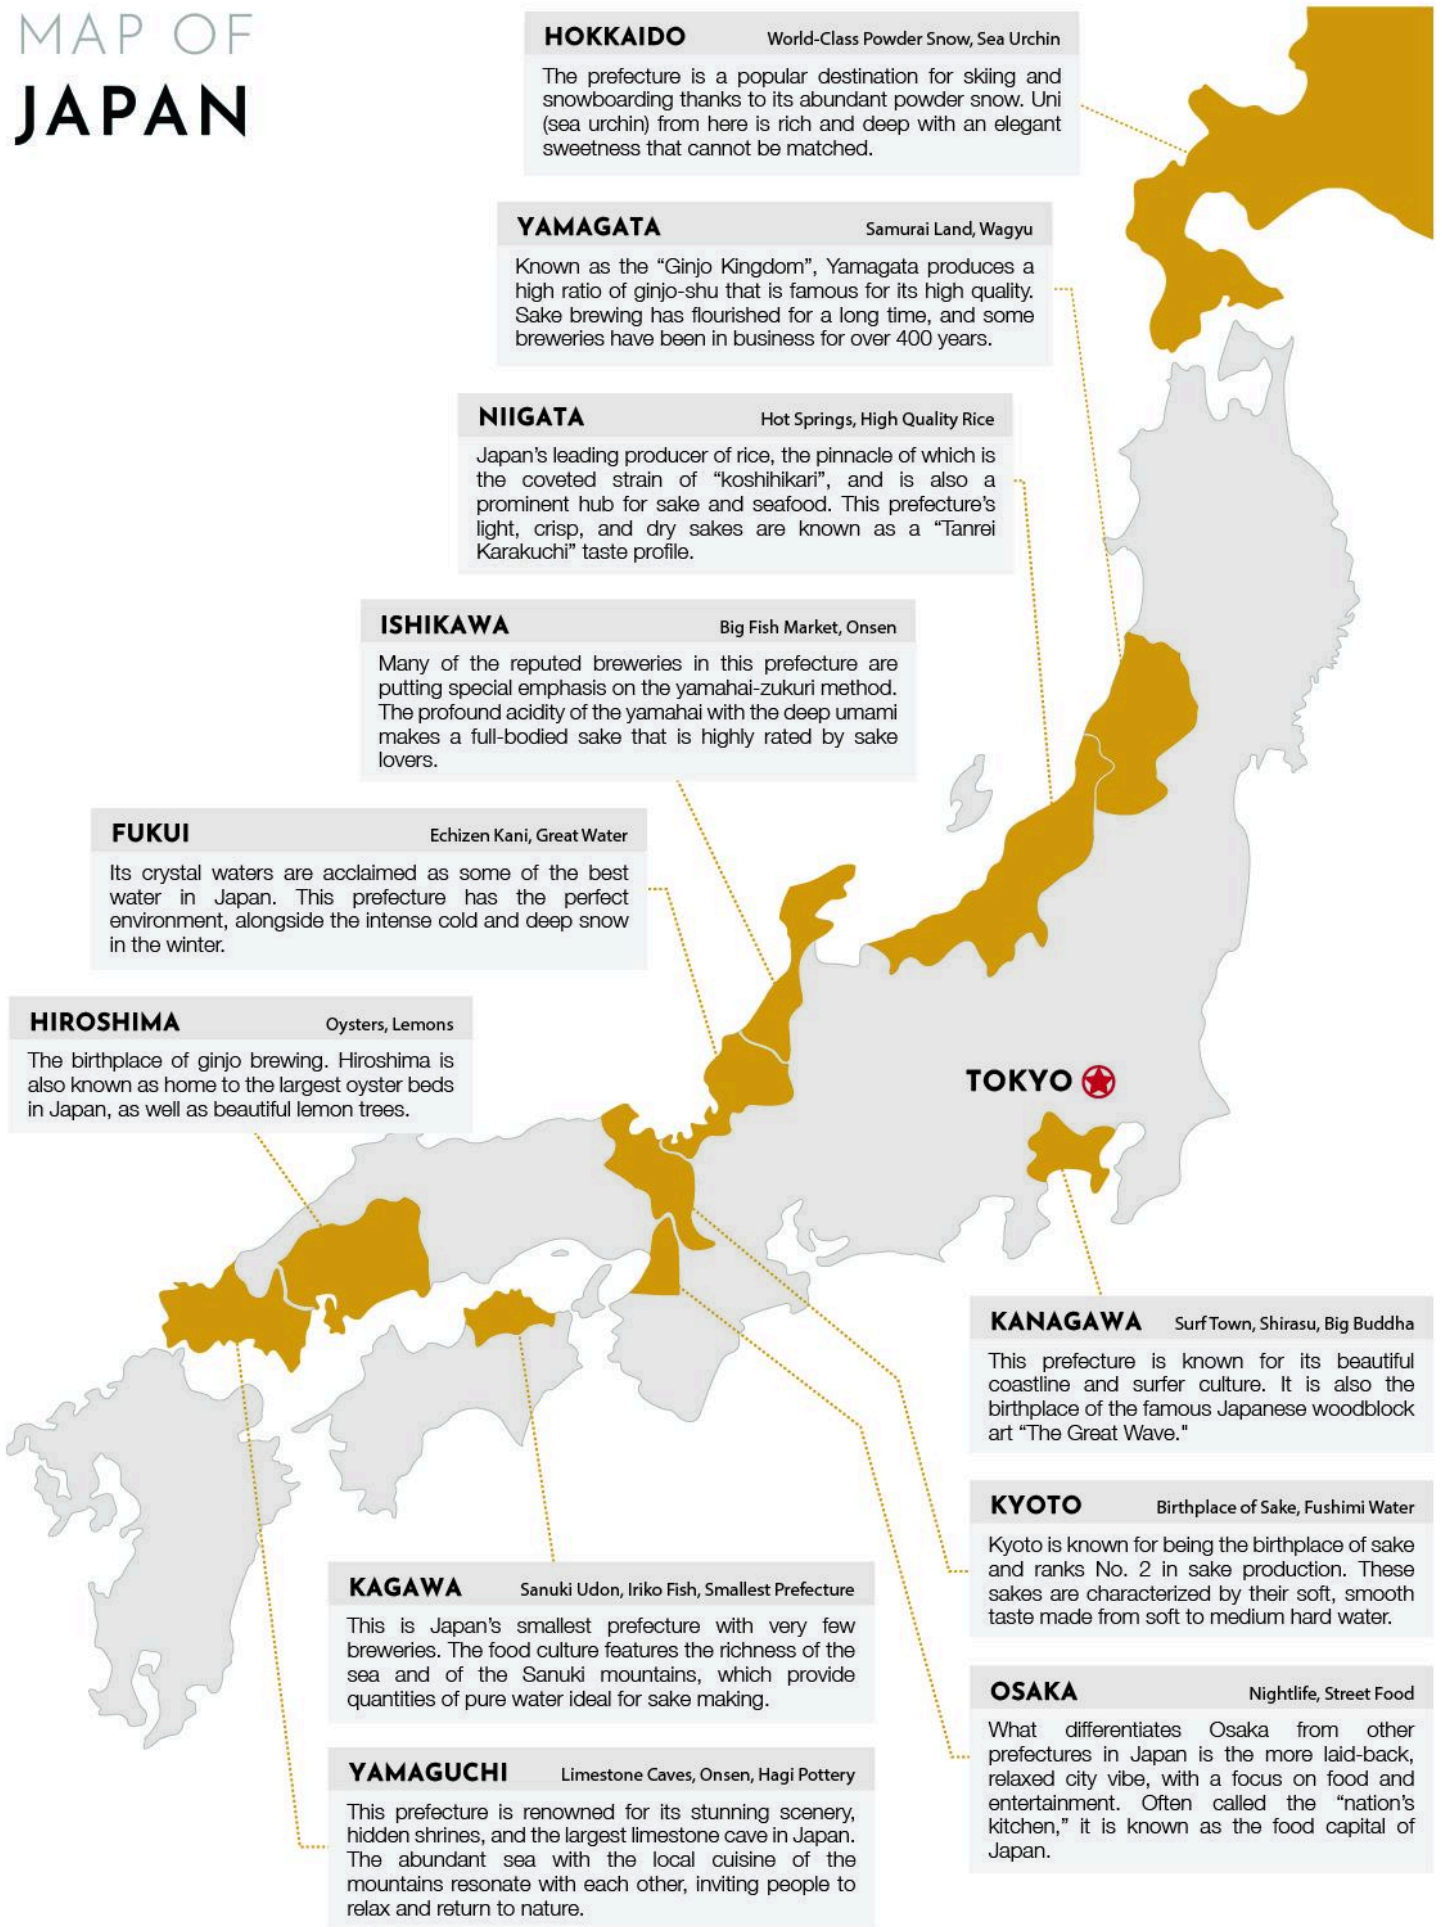 MAP OF
JAPAN
HOKKAIDO World-Class Powder Snow, Sea Urchin
The prefecture is a popular destination for skiing and
snowboarding thanks to its abundant powder snow. Uni
(sea urchin) from here is rich and deep with an elegant
sweetness that cannot be matched.
YAMAGATA Samurai Land, Wagyu
Known as the “Ginjo Kingdom”, Yamagata produces a
high ratio of ginjo-shu that is famous for its high quality.
Sake brewing has flourished for a long time, and some
breweries have been in business for over 400 years.
NIIGATA Hot Springs, High Quality Rice
Japan’s leading producer of rice, the pinnacle of which is
the coveted strain of “koshihikari”, and is also a
prominent hub for sake and seafood. This prefecture’s
light, crisp, and dry sakes are known as a “Tanrei
Karakuchi” taste profile.
ISHIKAWA Big Fish Market, Onsen
Many of the reputed breweries in this prefecture are
putting special emphasis on the yamahai-zukuri method.
The profound acidity of the yamahai with the deep umami
makes a full-bodied sake that is highly rated by sake
lovers.
FUKUI Echizen Kani, Great Water
Its crystal waters are acclaimed as some of the best
water in Japan. This prefecture has the perfect
environment, alongside the intense cold and deep snow
in the winter.
HIROSHIMA Oysters, Lemons
The birthplace of ginjo brewing. Hiroshima is
also known as home to the largest oyster beds
in Japan, as well as beautiful lemon trees.
TOKYO
KANAGAWA Surf Town, Shirasu, Big Buddha
This prefecture is known for its beautiful
coastline and surfer culture. It is also the
birthplace of the famous Japanese woodblock
art “The Great Wave."
KYOTO Birthplace of Sake, Fushimi Water
Kyoto is known for being the birthplace of sake
and ranks No. 2 in sake production. These
sakes are characterized by their soft, smooth
taste made from soft to medium hard water.
KAGAWA Sanuki Udon, Iriko Fish, Smallest Prefecture
This is Japan’s smallest prefecture with very few
breweries. The food culture features the richness of the
sea and of the Sanuki mountains, which provide
quantities of pure water ideal for sake making.
OSAKA Nightlife, Street Food
What differentiates Osaka from other
prefectures in Japan is the more laid-back,
relaxed city vibe, with a focus on food and
entertainment. Often called the “nation’s
kitchen,” it is known as the food capital of
Japan.
YAMAGUCHI Limestone Caves, Onsen, Hagi Pottery
This prefecture is renowned for its stunning scenery,
hidden shrines, and the largest limestone cave in Japan.
The abundant sea with the local cuisine of the
mountains resonate with each other, inviting people to
relax and return to nature.